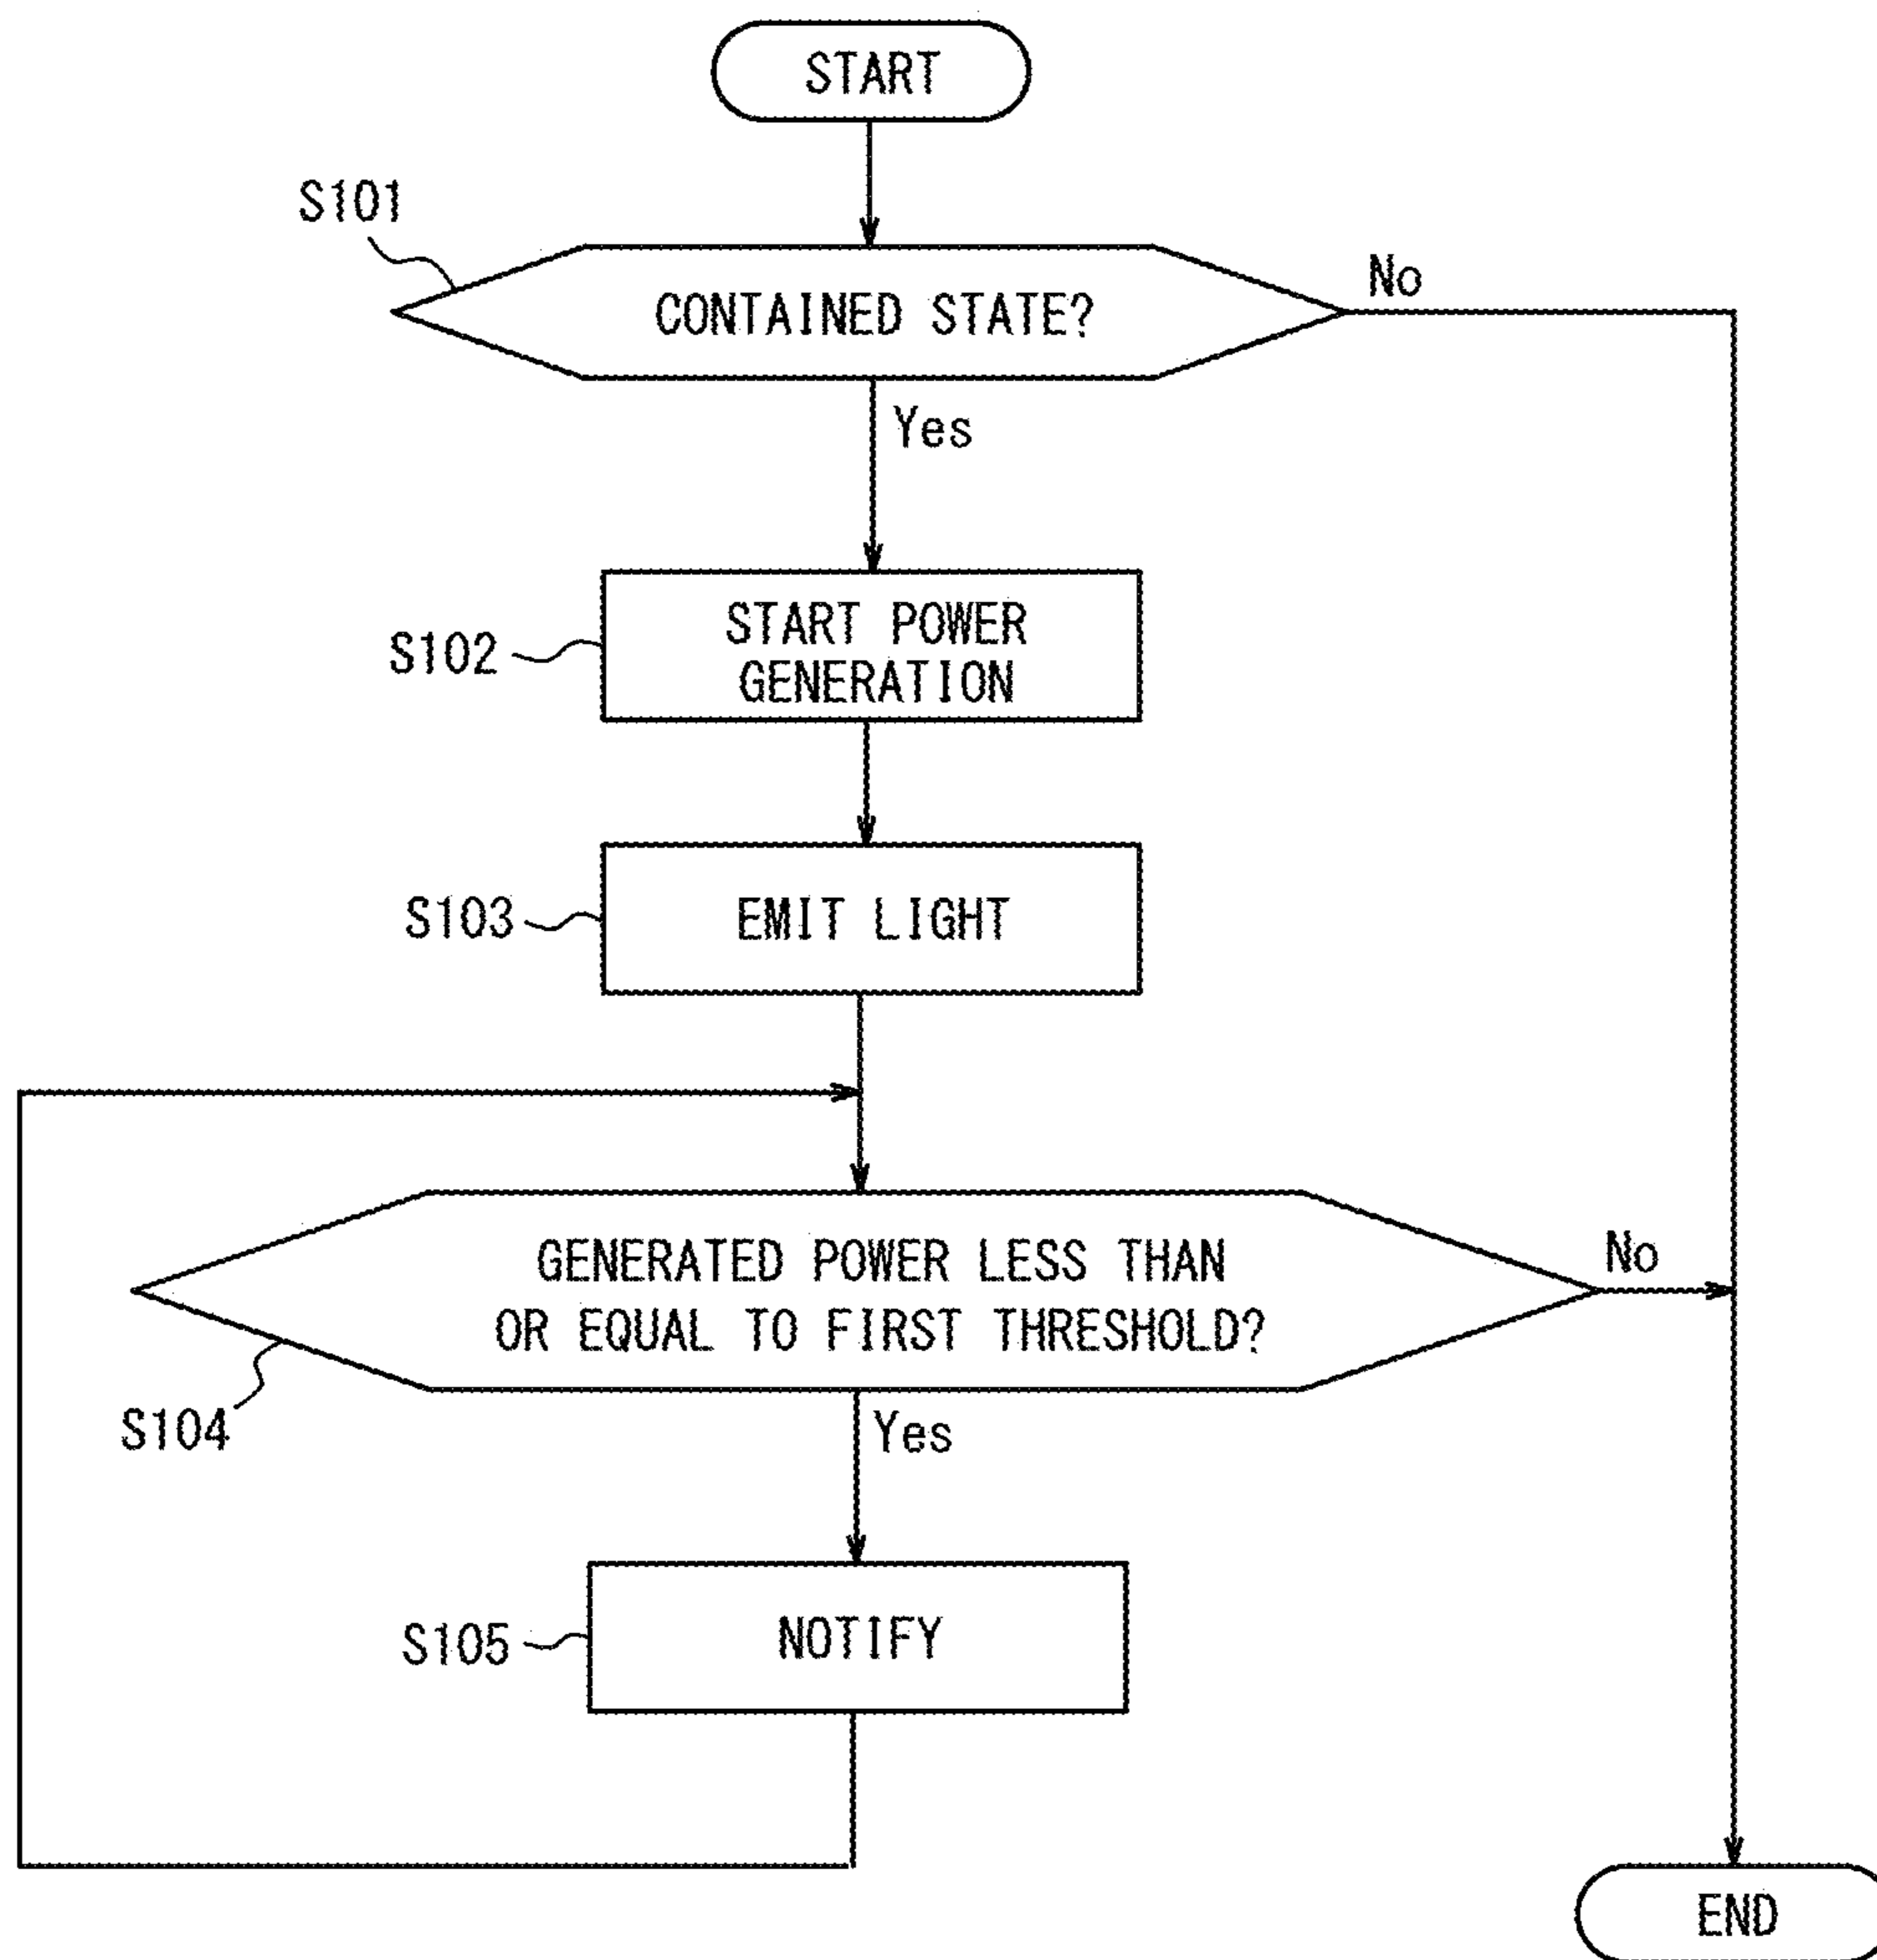 START
S101
CONTAINED STATE?
No
Yes
S102
START POWER
GENERATION
S103
EMIT LIGHT
GENERATED POWER LESS THAN
OR EQUAL TO FIRST THRESHOLD?
No
S104
Yes
S105
NOTIFY
END